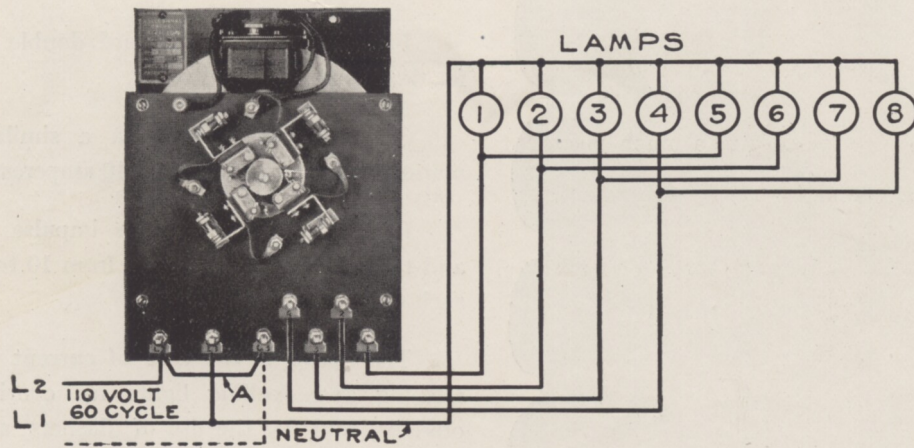 LAMPS
1 2 3 4 5 6 7 8
L2
110 VOLT
60 CYCLE
A
L1
NEUTRAL